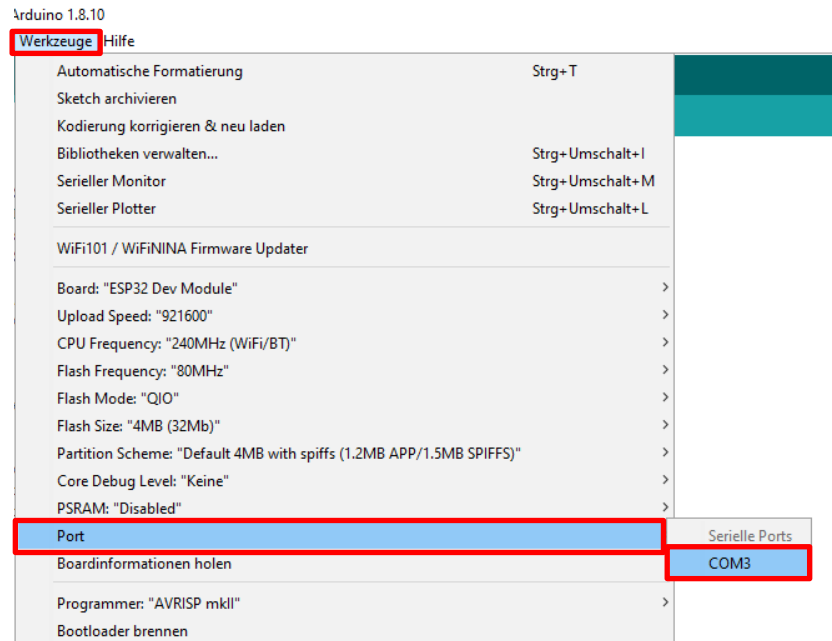 Arduino 1.8.10
Werkzeuge Hilfe
Automatische Formatierung Strg+T
Sketch archivieren
Kodierung korrigieren & neu laden
Bibliotheken verwalten... Strg+Umschalt+I
Serieller Monitor Strg+Umschalt+M
Serieller Plotter Strg+Umschalt+L
WiFi101 / WiFiNINA Firmware Updater
Board: "ESP32 Dev Module"
Upload Speed: "921600"
CPU Frequency: "240MHz (WiFi/BT)"
Flash Frequency: "80MHz"
Flash Mode: "QIO"
Flash Size: "4MB (32Mb)"
Partition Scheme: "Default 4MB with spiffs (1.2MB APP/1.5MB SPIFFS)"
Core Debug Level: "Keine"
PSRAM: "Disabled"
Port Serielle Ports
Boardinformationen holen COM3
Programmer: "AVRISP mkII"
Bootloader brennen